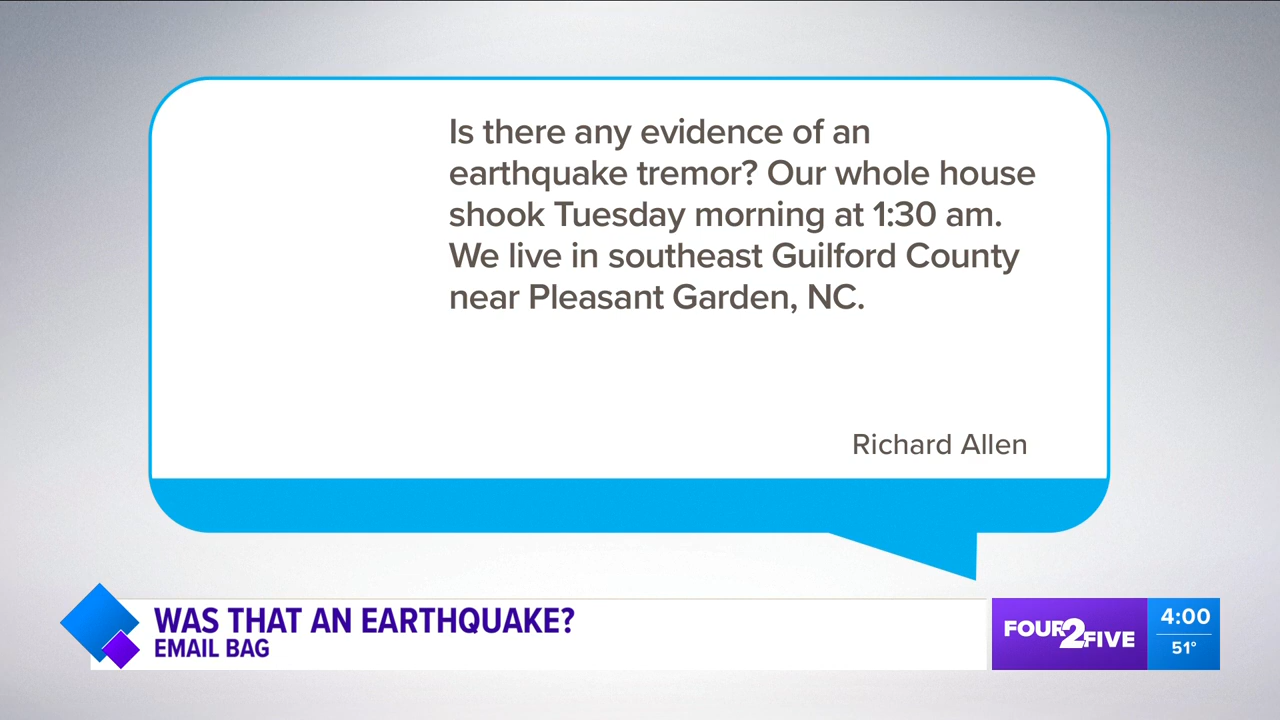 Is there any evidence of an
earthquake tremor? Our whole house
shook Tuesday morning at 1:30 am.
We live in southeast Guilford County
near Pleasant Garden, NC.
Richard Allen
WAS THAT AN EARTHQUAKE?
EMAIL BAG
FOUR2FIVE
4:00
51°